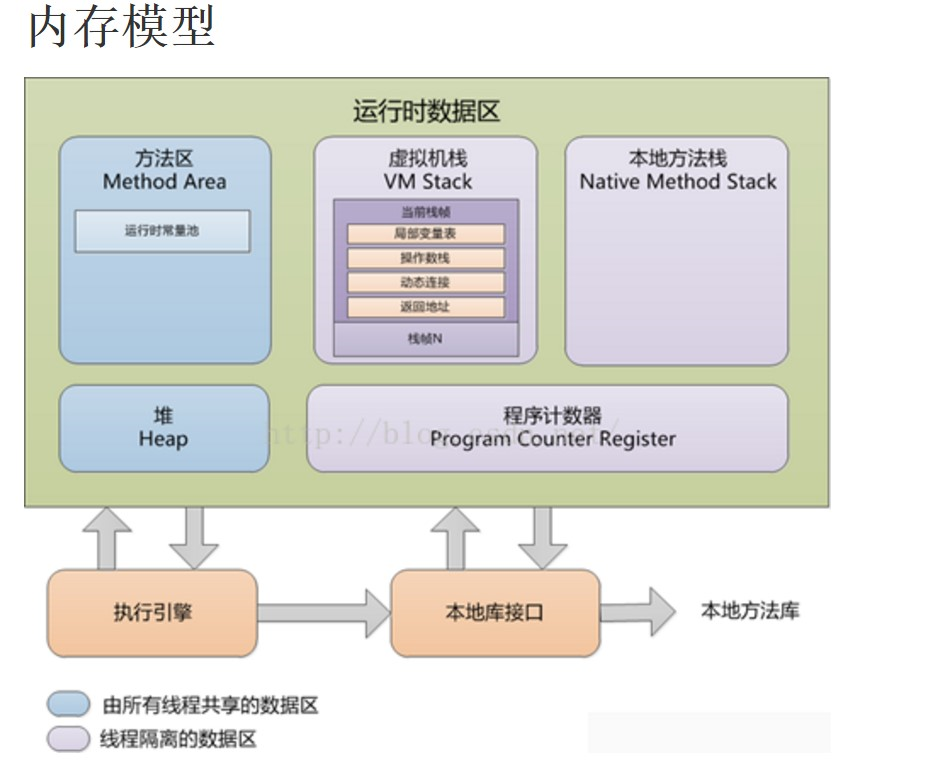 内存模型
运行时数据区
方法区
Method Area
运行时常量池
虚拟机栈
VM Stack
当前栈帧
局部变量表
操作数栈
动态连接
返回地址
栈帧N
本地方法栈
Native Method Stack
堆
Heap
程序计数器
Program Counter Register
http://blog.csdn.net/
执行引擎
本地库接口
本地方法库
由所有线程共享的数据区
线程隔离的数据区